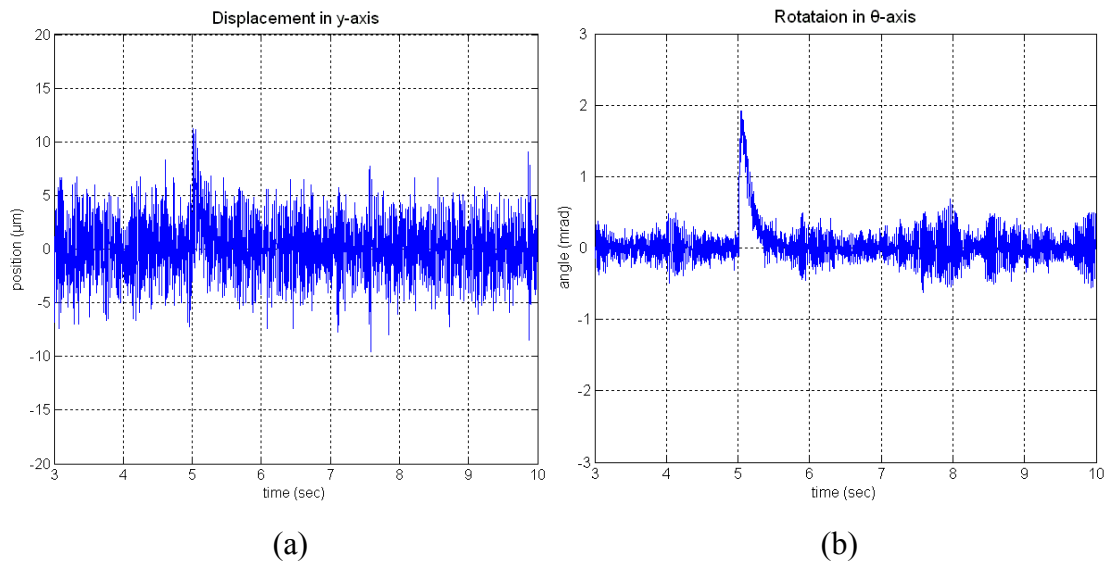 Displacement in y-axis
20
15
10
5
0
-5
-10
-15
-20
position (µm)
3 4 5 6 7 8 9 10
time (sec)
(a)
Rotataion in θ-axis
3
2
1
0
-1
-2
-3
angle (mrad)
3 4 5 6 7 8 9 10
time (sec)
(b)